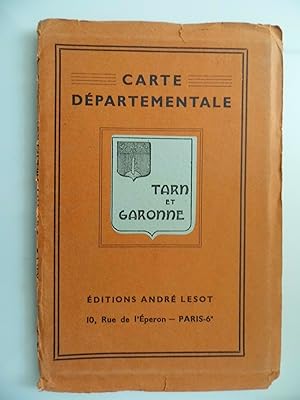 CARTE
DÉPARTEMENTALE
TARN
ET
GARONNE
ÉDITIONS ANDRÉ LESOT
10, Rue de l'Éperon — PARIS-6e